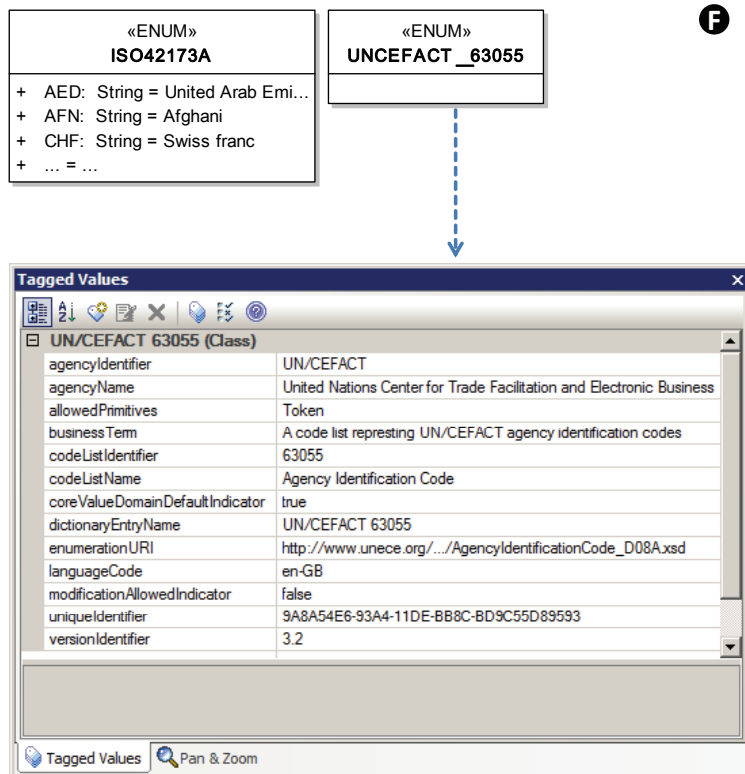 «ENUM»
ISO42173A
+ AED: String = United Arab Emi...
+ AFN: String = Afghani
+ CHF: String = Swiss franc
+ ... = ...
«ENUM»
UNCEFACT _63055
F
Tagged Values
UN/CEFACT 63055 (Class)
agencyIdentifier UN/CEFACT
agencyName United Nations Center for Trade Facilitation and Electronic Business
allowedPrimitives Token
businessTerm A code list represting UN/CEFACT agency identification codes
codeListIdentifier 63055
codeListName Agency Identification Code
coreValueDomainDefaultIndicator true
dictionaryEntryName UN/CEFACT 63055
enumerationURI http://www.unece.org/.../AgencyIdentificationCode_D08A.xsd
languageCode en-GB
modificationAllowedIndicator false
uniqueIdentifier 9A8A54E6-93A4-11DE-BB8C-BD9C55D89593
versionIdentifier 3.2
Tagged Values Pan & Zoom